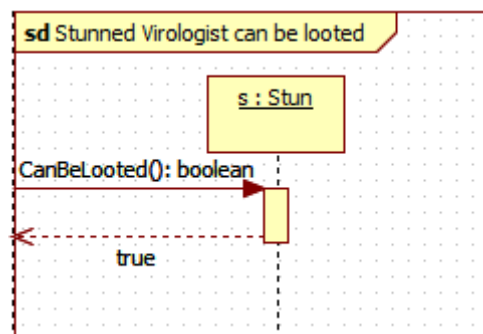 sd Stunned Virologist can be looted
s : Stun
CanBeLooted(): boolean
true